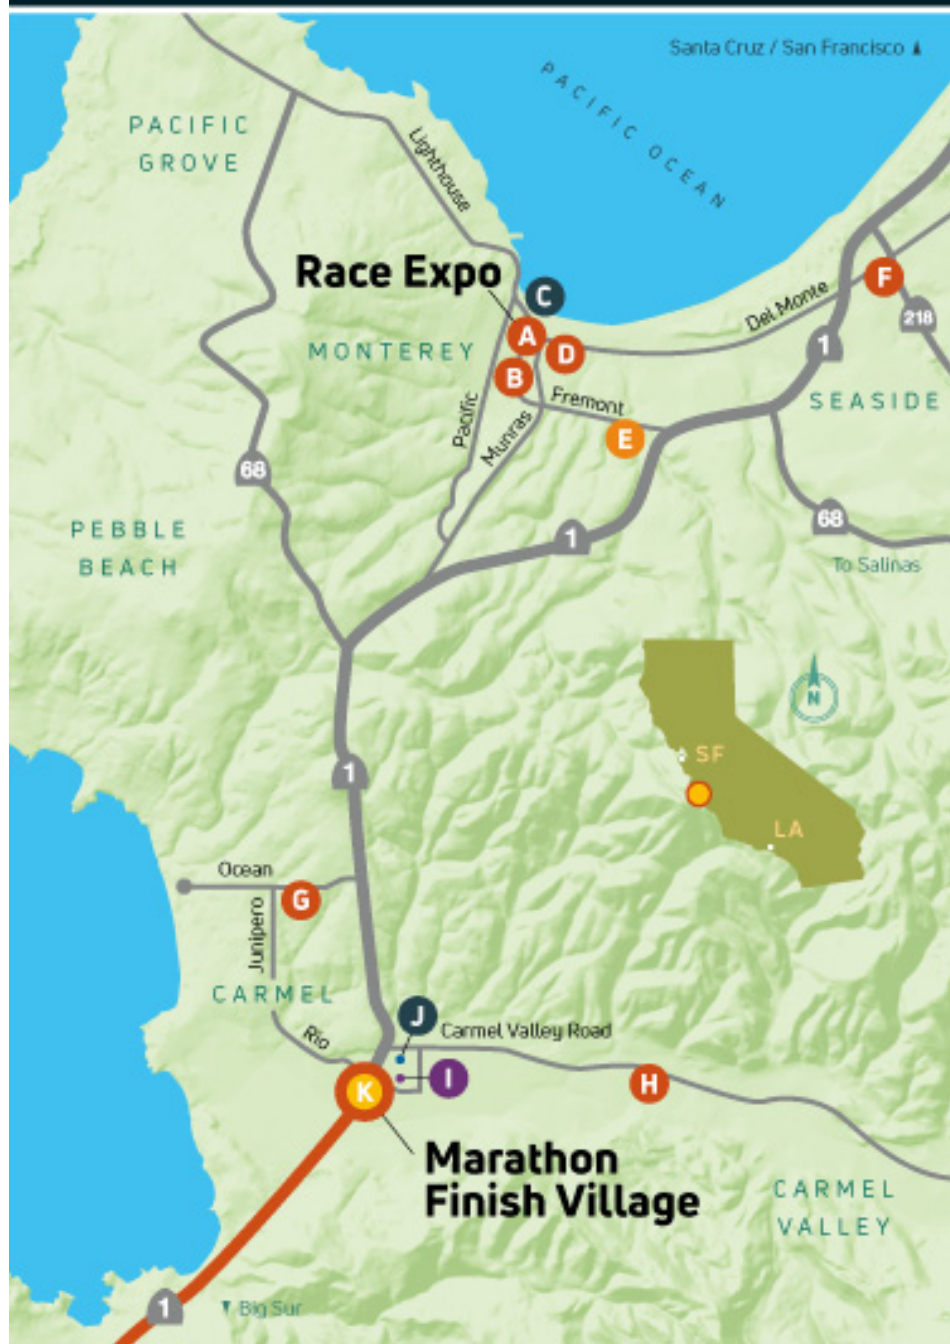 Santa Cruz / San Francisco
PACIFIC OCEAN
PACIFIC
GROVE
Lighthouse
Race Expo
C
F
Del Monte
218
A
D
1
MONTEREY
B
Fremont
SEASIDE
Pacific
Munras
E
68
PEBBLE
BEACH
1
68
To Salinas
N
SF
1
LA
Ocean
G
Junipero
CARMEL
J
Rio
Carmel Valley Road
I
H
K
Marathon
Finish Village
CARMEL
VALLEY
1
Big Sur